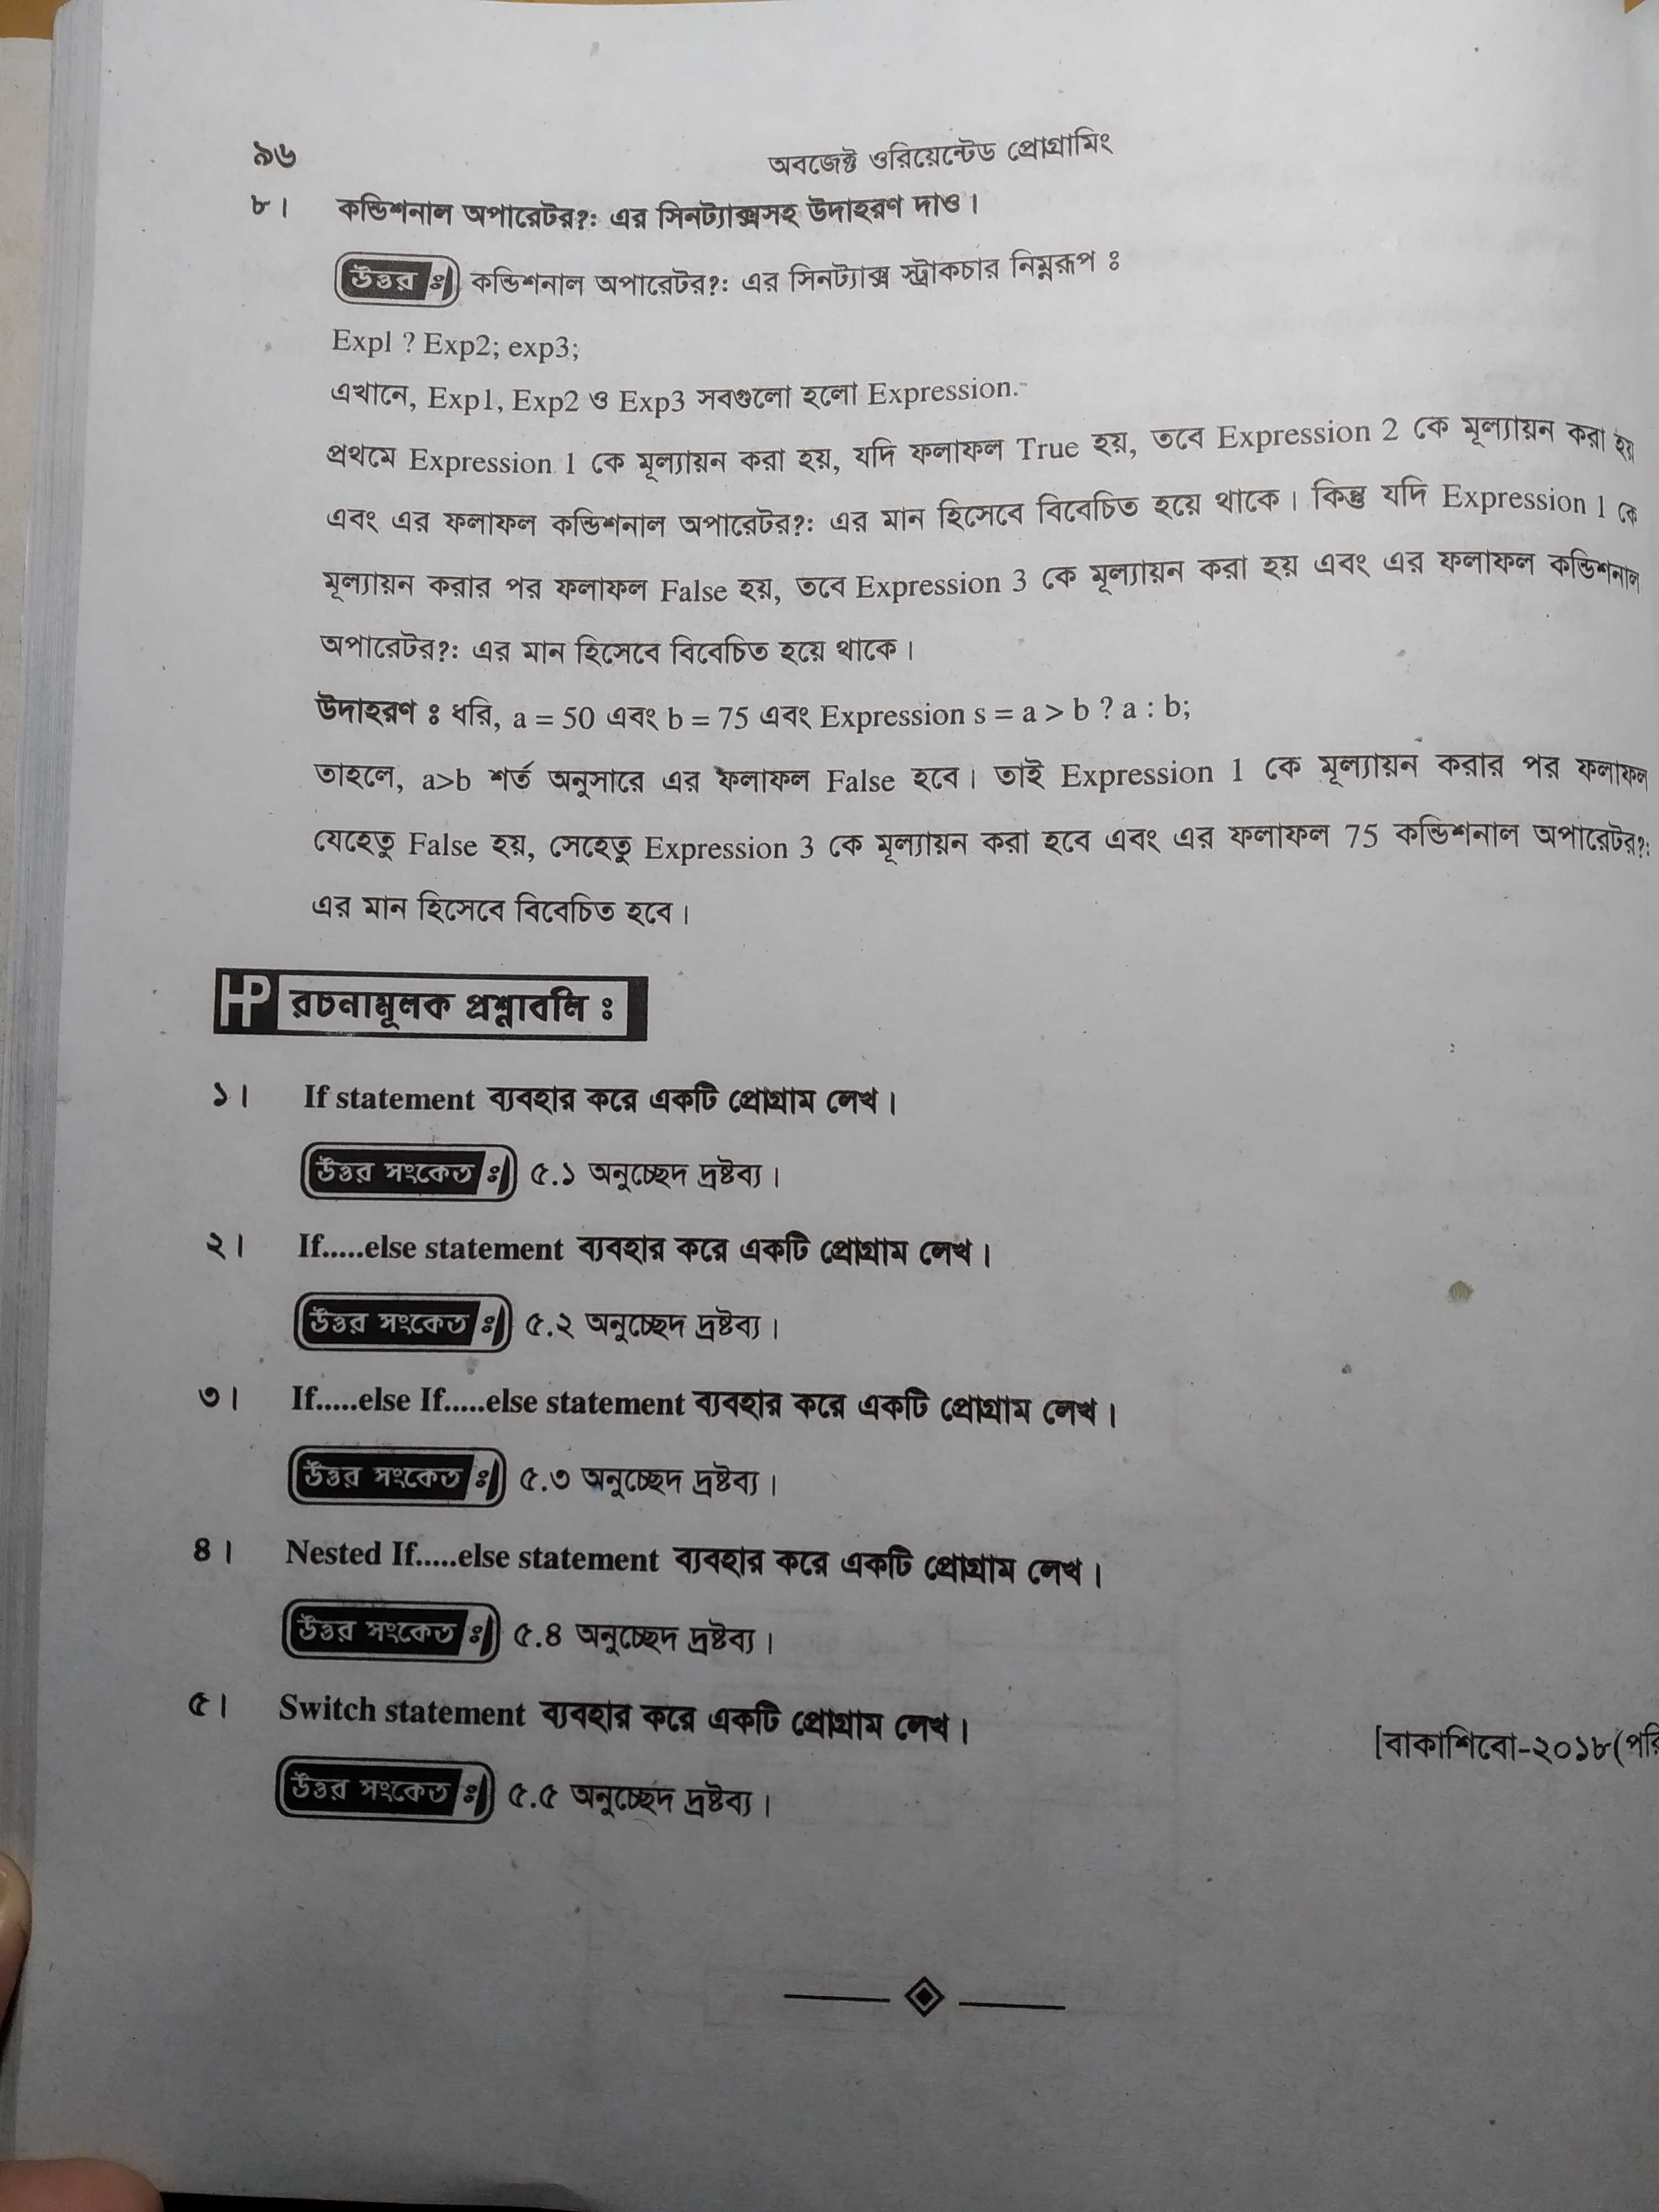 ৯৬
অবজেক্ট ওরিয়েন্টেড প্রোগ্রামিং
৮। কন্ডিশনাল অপারেটর?: এর সিনট্যাক্সসহ উদাহরণ দাও।
উত্তর ঃ কন্ডিশনাল অপারেটর?: এর সিনট্যাক্স স্ট্রাকচার নিম্নরূপ ঃ
Expl ? Exp2; exp3;
এখানে, Exp1, Exp2 ও Exp3 সবগুলো হলো Expression.
প্রথমে Expression 1 কে মূল্যায়ন করা হয়, যদি ফলাফল True হয়, তবে Expression 2 কে মূল্যায়ন করা হয়
এবং এর ফলাফল কন্ডিশনাল অপারেটর?: এর মান হিসেবে বিবেচিত হয়ে থাকে। কিন্তু যদি Expression 1 কে
মূল্যায়ন করার পর ফলাফল False হয়, তবে Expression 3 কে মূল্যায়ন করা হয় এবং এর ফলাফল কন্ডিশনাল
অপারেটর?: এর মান হিসেবে বিবেচিত হয়ে থাকে।
উদাহরণ ঃ ধরি, a = 50 এবং b = 75 এবং Expression s = a > b ? a : b;
তাহলে, a>b শর্ত অনুসারে এর ফলাফল False হবে। তাই Expression 1 কে মূল্যায়ন করার পর ফলাফল
যেহেতু False হয়, সেহেতু Expression 3 কে মূল্যায়ন করা হবে এবং এর ফলাফল 75 কন্ডিশনাল অপারেটর?:
এর মান হিসেবে বিবেচিত হবে।
HP রচনামূলক প্রশ্নাবলি ঃ
১। If statement ব্যবহার করে একটি প্রোগ্রাম লেখ।
উত্তর সংকেত ঃ ৫.১ অনুচ্ছেদ দ্রষ্টব্য।
২। If.....else statement ব্যবহার করে একটি প্রোগ্রাম লেখ।
উত্তর সংকেত ঃ ৫.২ অনুচ্ছেদ দ্রষ্টব্য।
৩। If.....else If.....else statement ব্যবহার করে একটি প্রোগ্রাম লেখ।
উত্তর সংকেত ঃ ৫.৩ অনুচ্ছেদ দ্রষ্টব্য।
৪। Nested If.....else statement ব্যবহার করে একটি প্রোগ্রাম লেখ।
উত্তর সংকেত ঃ ৫.৪ অনুচ্ছেদ দ্রষ্টব্য।
৫। Switch statement ব্যবহার করে একটি প্রোগ্রাম লেখ।
[বাকাশিবো-২০১৮(পরি
উত্তর সংকেত ঃ ৫.৫ অনুচ্ছেদ দ্রষ্টব্য।